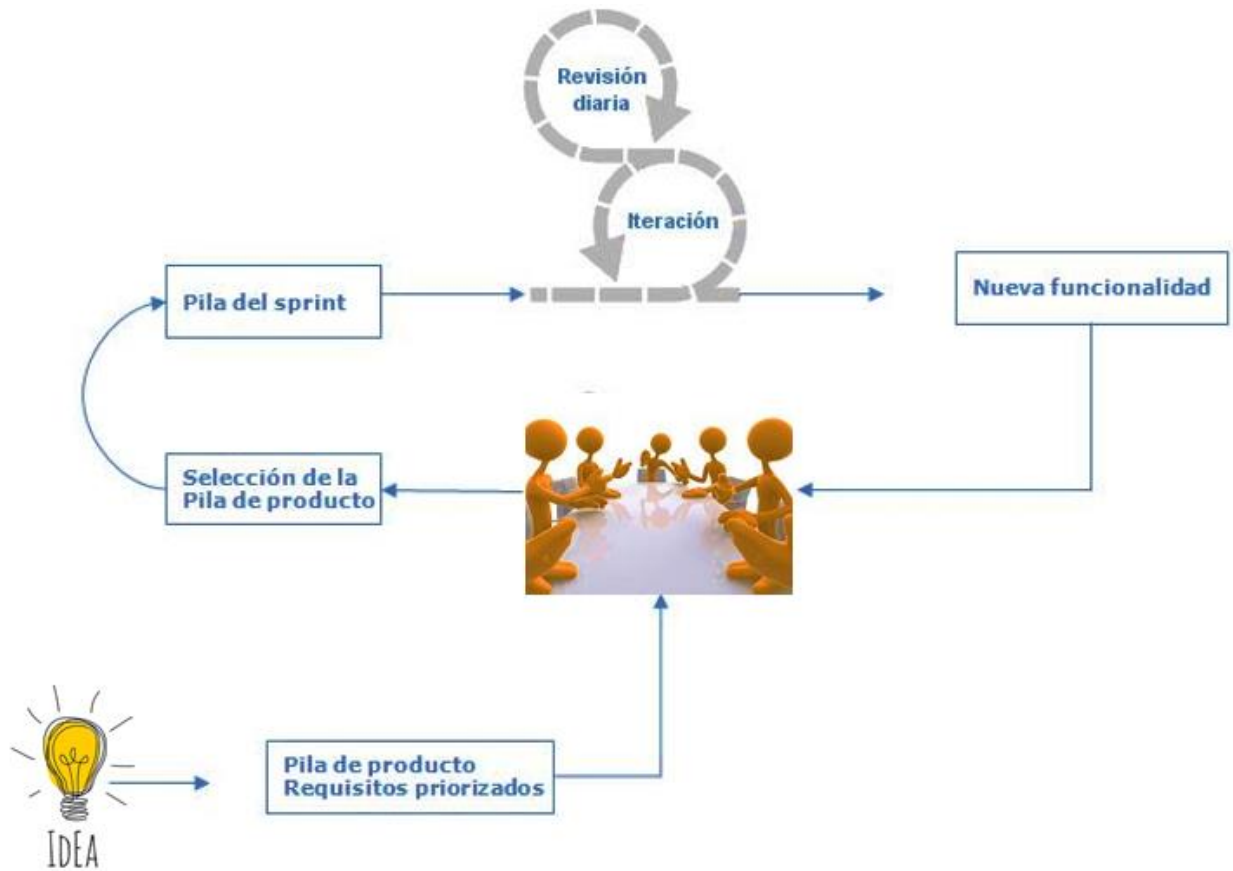 Revisión
diaria
Iteración
Pila del sprint
Nueva funcionalidad
Selección de la
Pila de producto
Pila de producto
Requisitos priorizados
IdEA